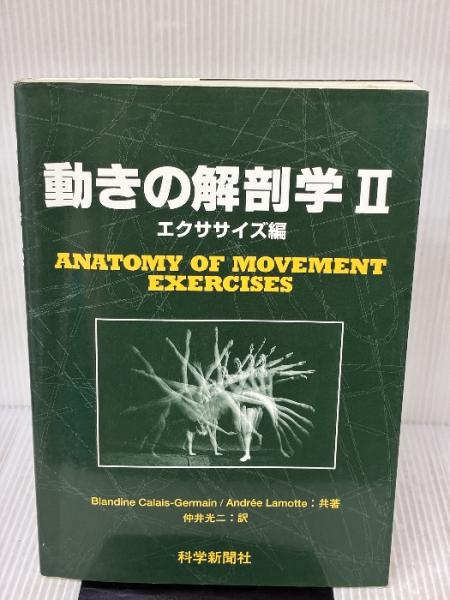 動きの解剖学 II
エクササイズ編
ANATOMY OF MOVEMENT
EXERCISES
Blandine Calais-Germain / Andrée Lamotte:共著
仲井光二:訳
科学新聞社